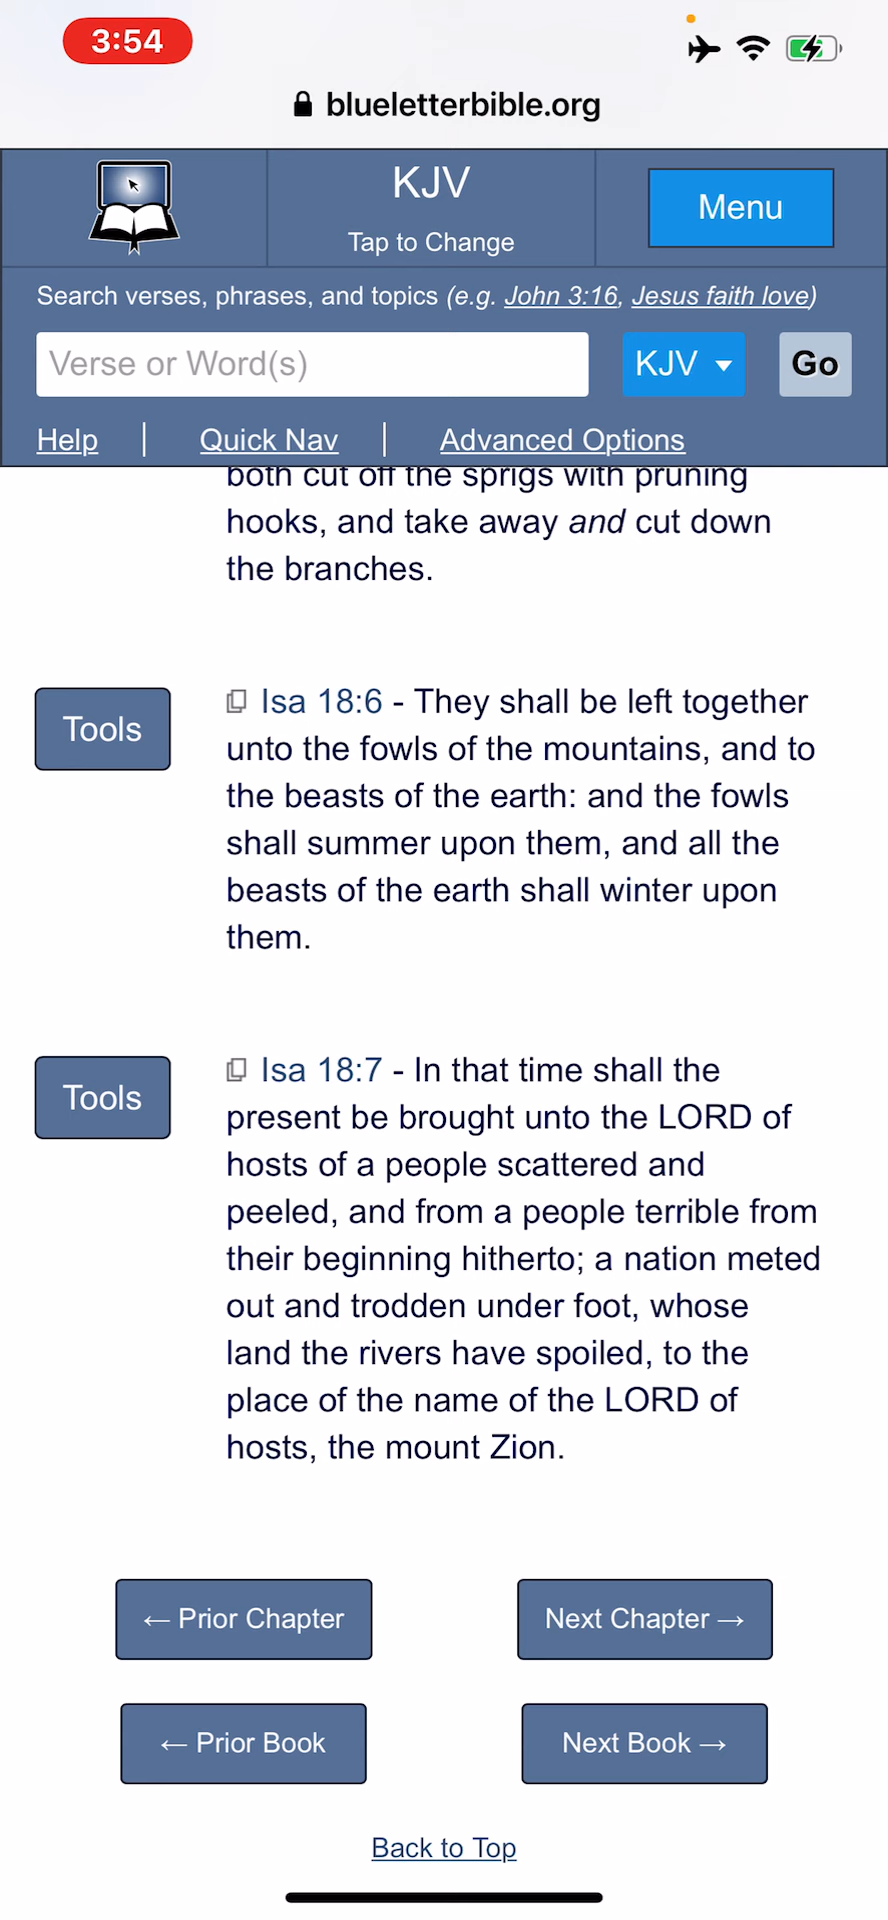 3:54
blueletterbible.org
KJV
Tap to Change
Menu
Search verses, phrases, and topics (e.g. John 3:16, Jesus faith love)
Verse or Word(s)
KJV
Go
Help | Quick Nav | Advanced Options
both cut off the sprigs with pruning
hooks, and take away and cut down
the branches.
Tools
Isa 18:6 - They shall be left together
unto the fowls of the mountains, and to
the beasts of the earth: and the fowls
shall summer upon them, and all the
beasts of the earth shall winter upon
them.
Tools
Isa 18:7 - In that time shall the
present be brought unto the LORD of
hosts of a people scattered and
peeled, and from a people terrible from
their beginning hitherto; a nation meted
out and trodden under foot, whose
land the rivers have spoiled, to the
place of the name of the LORD of
hosts, the mount Zion.
← Prior Chapter
Next Chapter →
← Prior Book
Next Book →
Back to Top